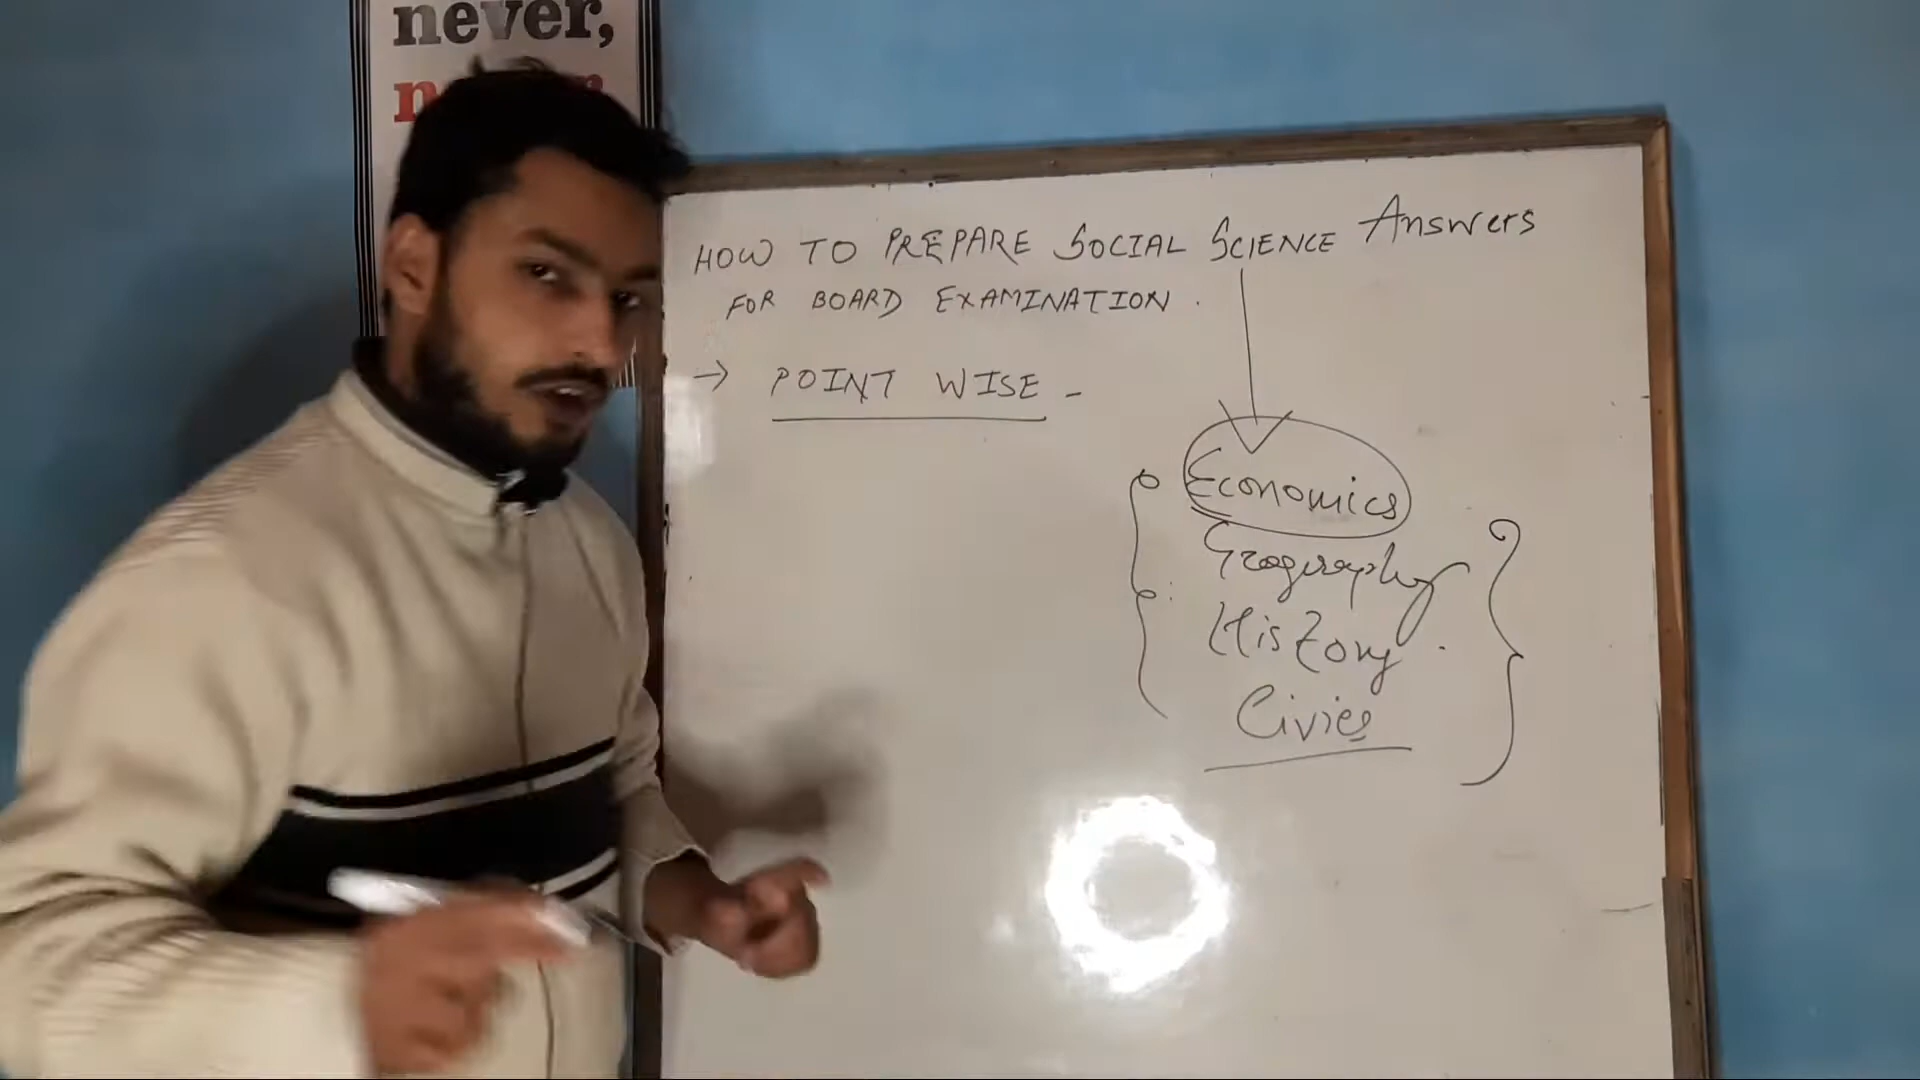 never,
HOW TO PREPARE SOCIAL SCIENCE Answers
FOR BOARD EXAMINATION .
→ POINT WISE -
Economics
Geography
History
Civics